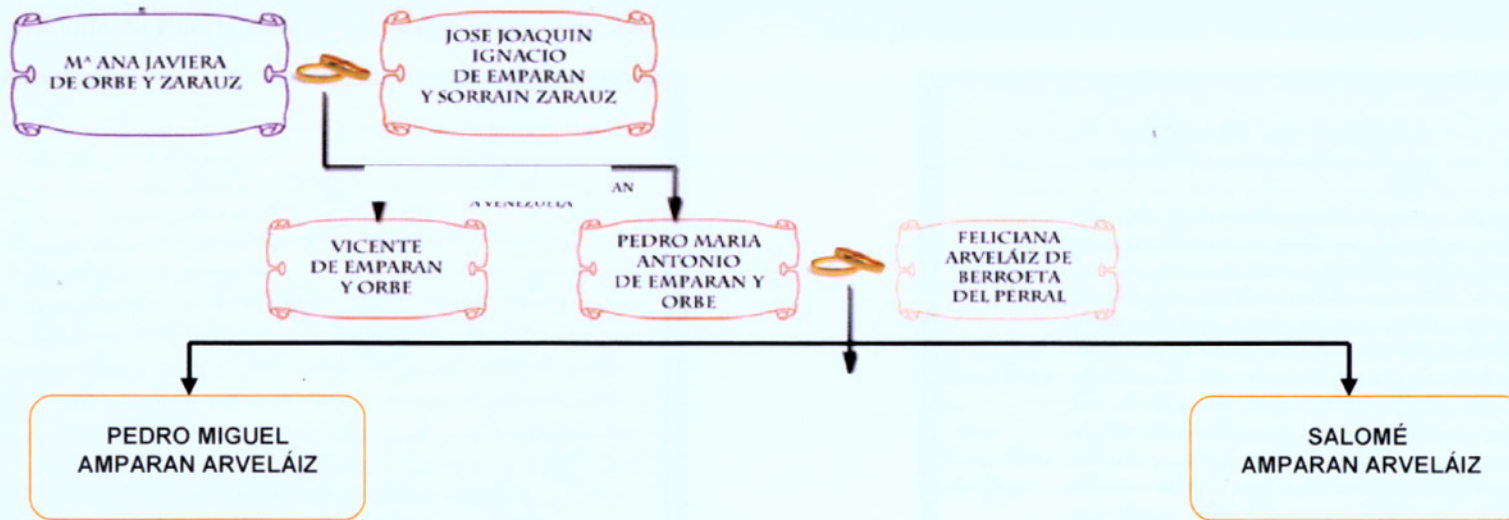 Mª ANA JAVIERA
DE ORBE Y ZARAUZ
JOSE JOAQUIN
IGNACIO
DE EMPARAN
Y SORRAIN ZARAUZ
AN
A VENEZUELA
VICENTE
DE EMPARAN
Y ORBE
PEDRO MARIA
ANTONIO
DE EMPARAN Y
ORBE
FELICIANA
ARVELÁIZ DE
BERROETA
DEL PERRAL
PEDRO MIGUEL
AMPARAN ARVELÁIZ
SALOMÉ
AMPARAN ARVELÁIZ